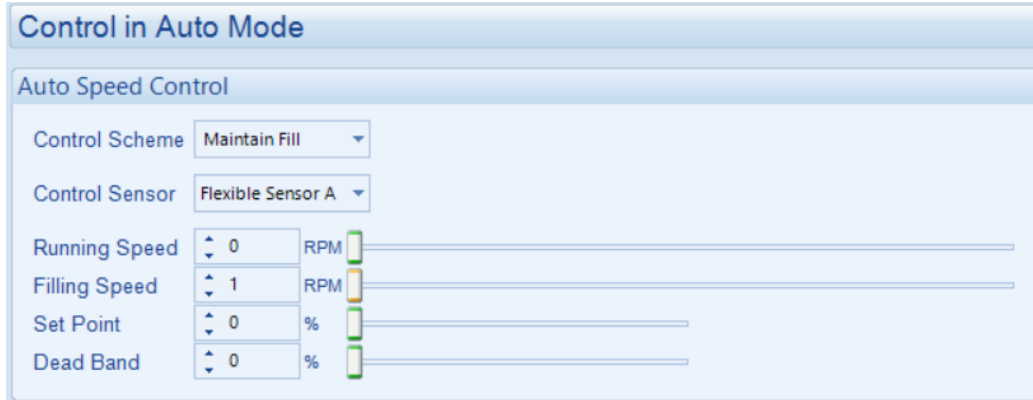 Control in Auto Mode
Auto Speed Control
Control Scheme Maintain Fill
Control Sensor Flexible Sensor A
Running Speed 0 RPM
Filling Speed 1 RPM
Set Point 0 %
Dead Band 0 %